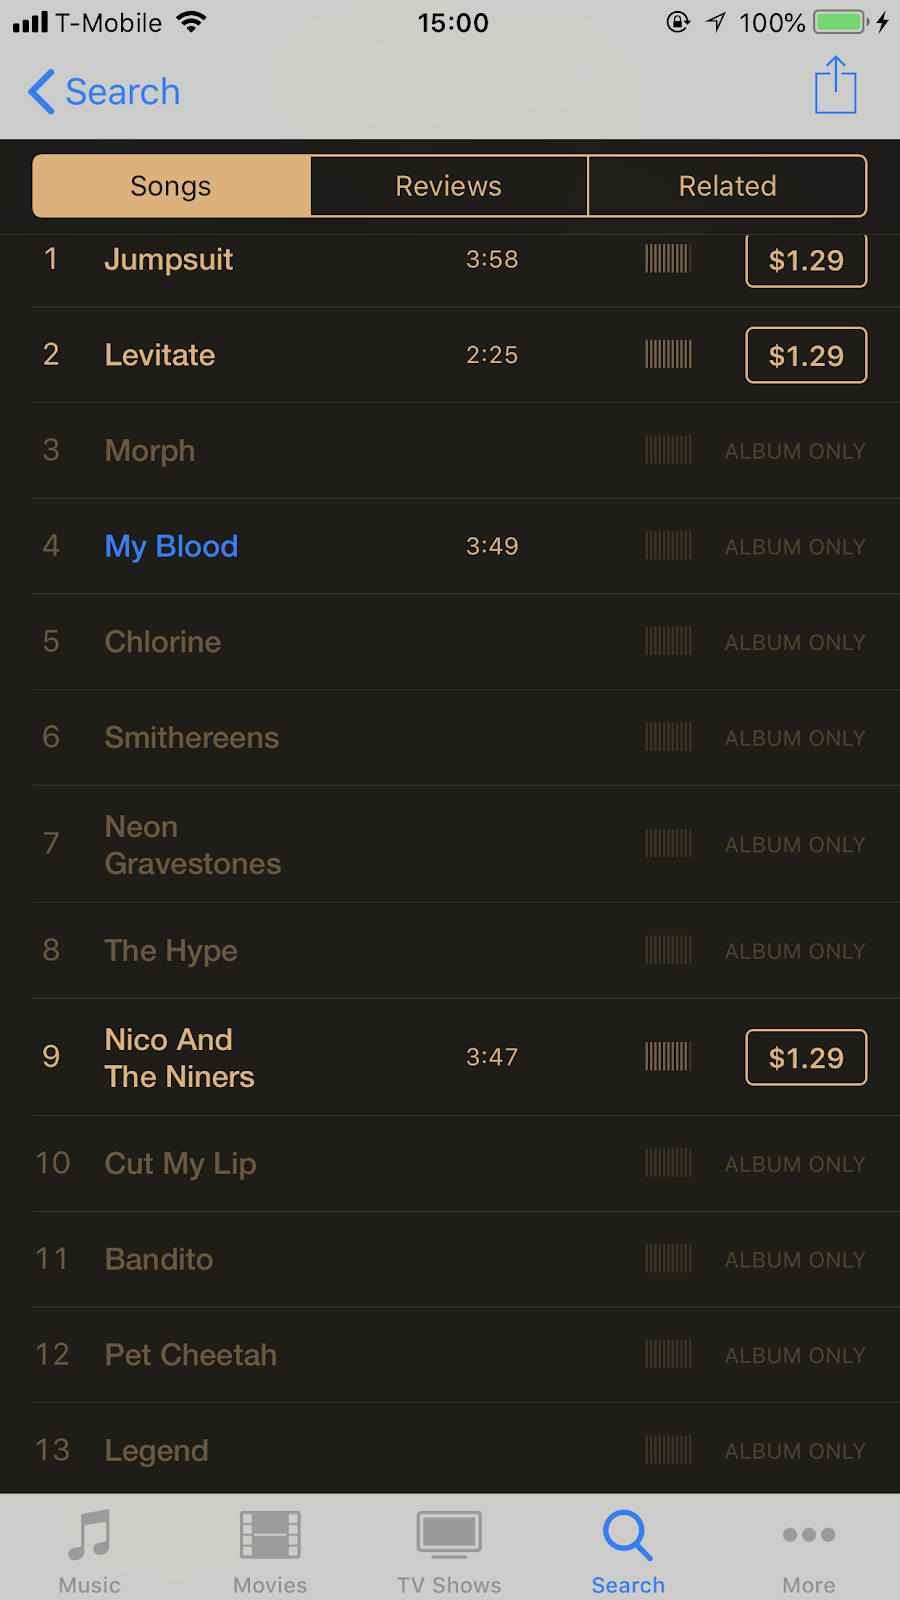 T-Mobile 15:00 100%
Search
Songs Reviews Related
1 Jumpsuit 3:58 $1.29
2 Levitate 2:25 $1.29
3 Morph ALBUM ONLY
4 My Blood 3:49 ALBUM ONLY
5 Chlorine ALBUM ONLY
6 Smithereens ALBUM ONLY
7 Neon
Gravestones ALBUM ONLY
8 The Hype ALBUM ONLY
9 Nico And
The Niners 3:47 $1.29
10 Cut My Lip ALBUM ONLY
11 Bandito ALBUM ONLY
12 Pet Cheetah ALBUM ONLY
13 Legend ALBUM ONLY
Music Movies TV Shows Search More